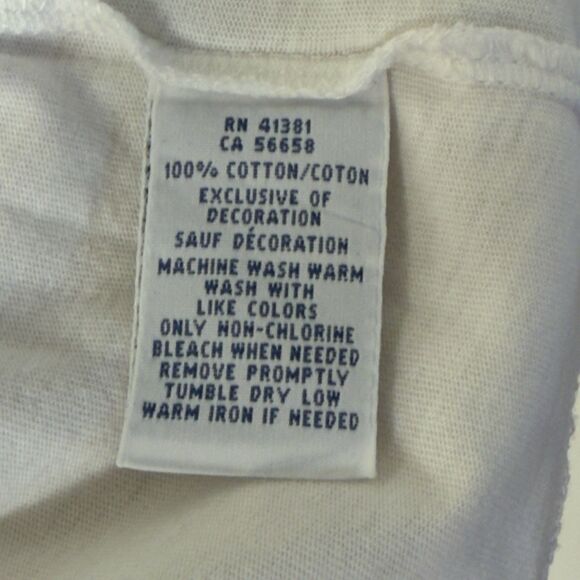 RN 41381
CA 56658
100% COTTON/COTON
EXCLUSIVE OF
DECORATION
SAUF DÉCORATION
MACHINE WASH WARM
WASH WITH
LIKE COLORS
ONLY NON-CHLORINE
BLEACH WHEN NEEDED
REMOVE PROMPTLY
TUMBLE DRY LOW
WARM IRON IF NEEDED